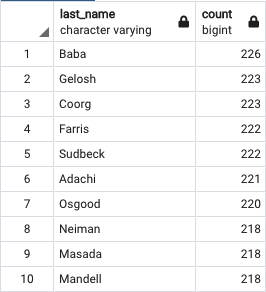 last_name count
character varying bigint
1 Baba 226
2 Gelosh 223
3 Coorg 223
4 Farris 222
5 Sudbeck 222
6 Adachi 221
7 Osgood 220
8 Neiman 218
9 Masada 218
10 Mandell 218